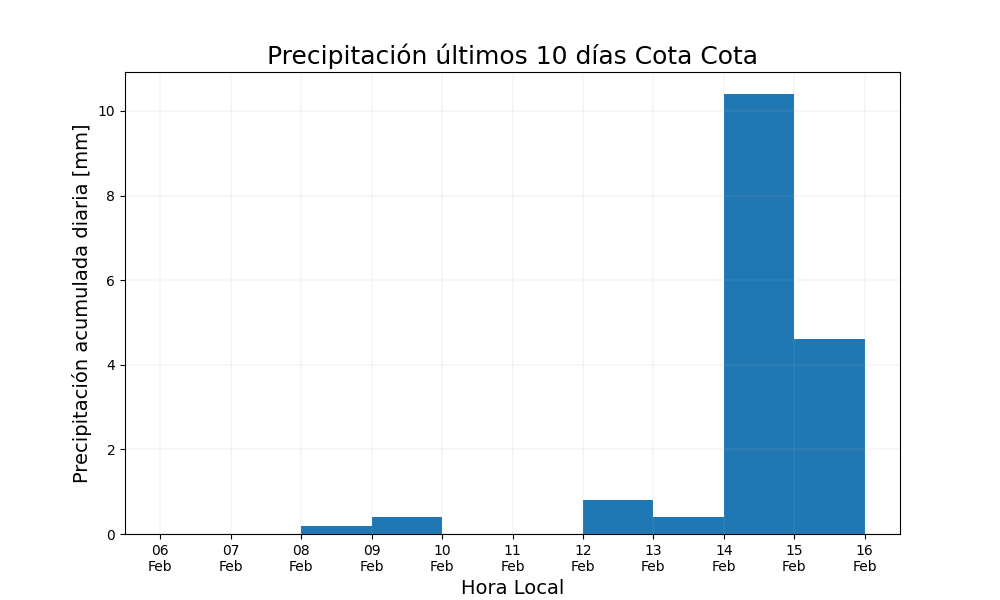 Precipitación últimos 10 días Cota Cota
Precipitación acumulada diaria [mm]
10
8
6
4
2
0
06 07 08 09 10 11 12 13 14 15 16
Feb Feb Feb Feb Feb Feb Feb Feb Feb Feb Feb
Hora Local